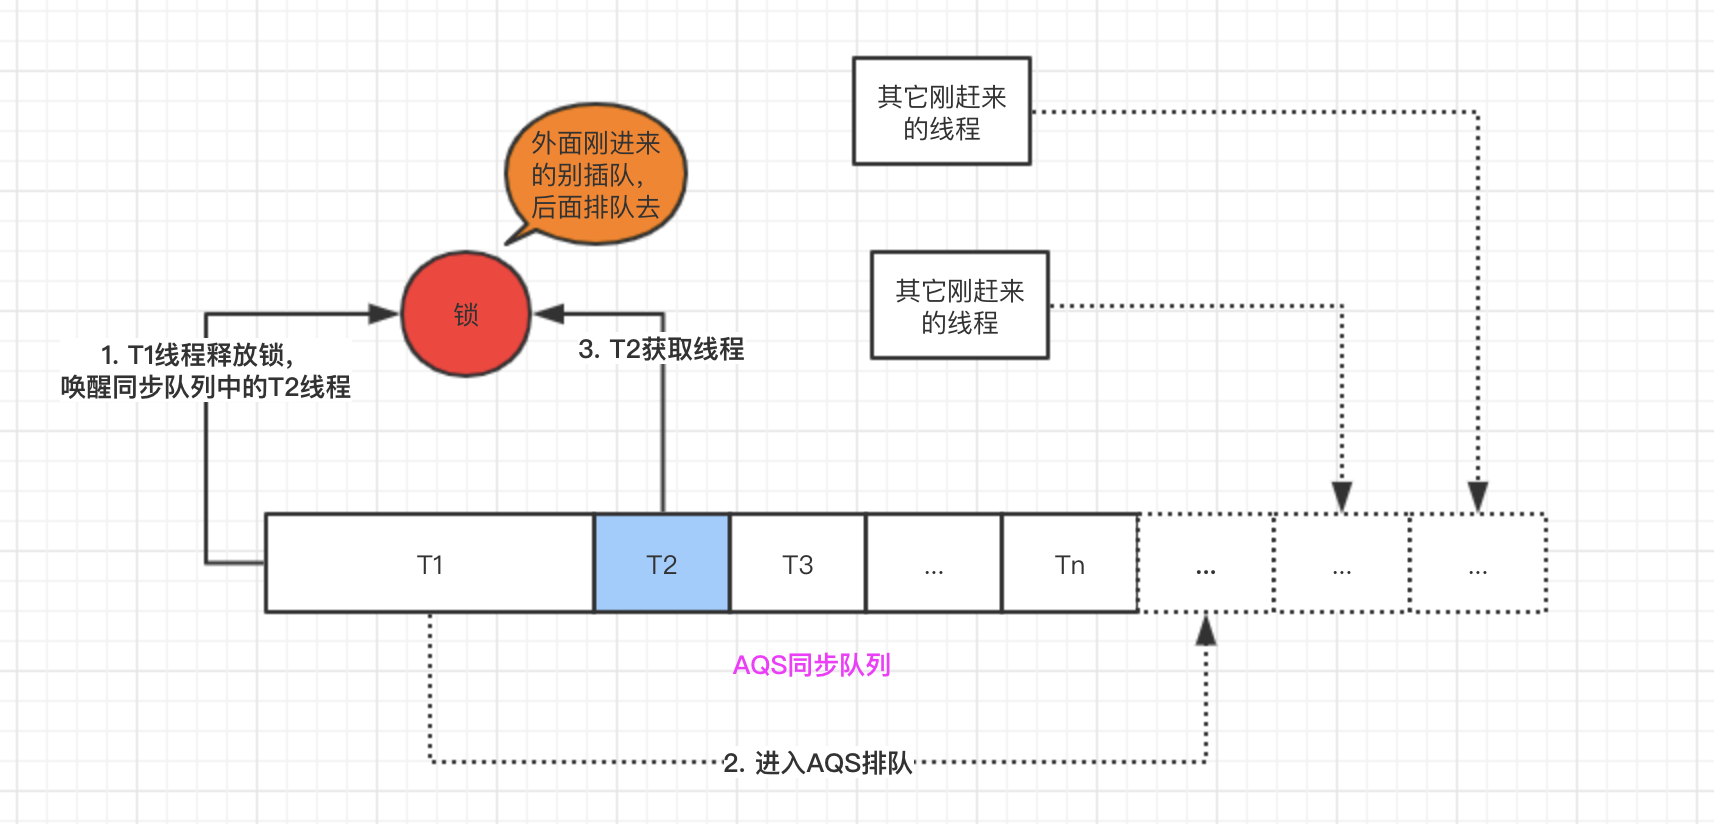 其它刚赶来
的线程
外面刚进来
的别插队，
后面排队去
其它刚赶来
的线程
锁
1. T1线程释放锁，
唤醒同步队列中的T2线程
3. T2获取线程
T1
T2
T3
...
Tn
...
...
...
AQS同步队列
2. 进入AQS排队